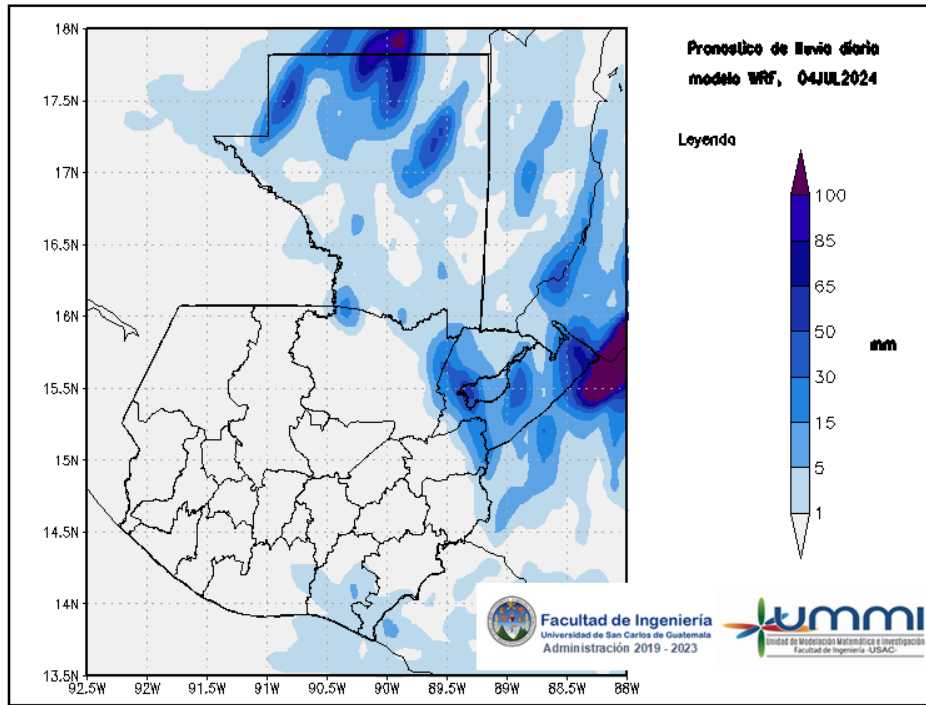 Pronostico de lluvia diaria
modelo WRF, 04JUL2024
Leyenda
100
85
65
50
30
15
5
1
mm
18N
17.5N
17N
16.5N
16N
15.5N
15N
14.5N
14N
13.5N
92.5W
92W
91.5W
91W
90.5W
90W
89.5W
89W
88.5W
88W
Facultad de Ingeniería
Universidad de San Carlos de Guatemala
Administración 2019 - 2023
ummi
Unidad de Modelación Matemática e Investigación
Facultad de Ingeniería -USAC-